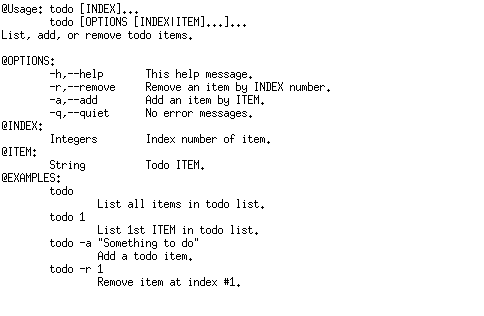 @Usage: todo [INDEX]...
        todo [OPTIONS [INDEX|ITEM]...]...
List, add, or remove todo items.

@OPTIONS:
        -h,--help       This help message.
        -r,--remove     Remove an item by INDEX number.
        -a,--add        Add an item by ITEM.
        -q,--quiet      No error messages.
@INDEX:
        Integers        Index number of item.
@ITEM:
        String          Todo ITEM.
@EXAMPLES:
        todo
                List all items in todo list.
        todo 1
                List 1st ITEM in todo list.
        todo -a "Something to do"
                Add a todo item.
        todo -r 1
                Remove item at index #1.